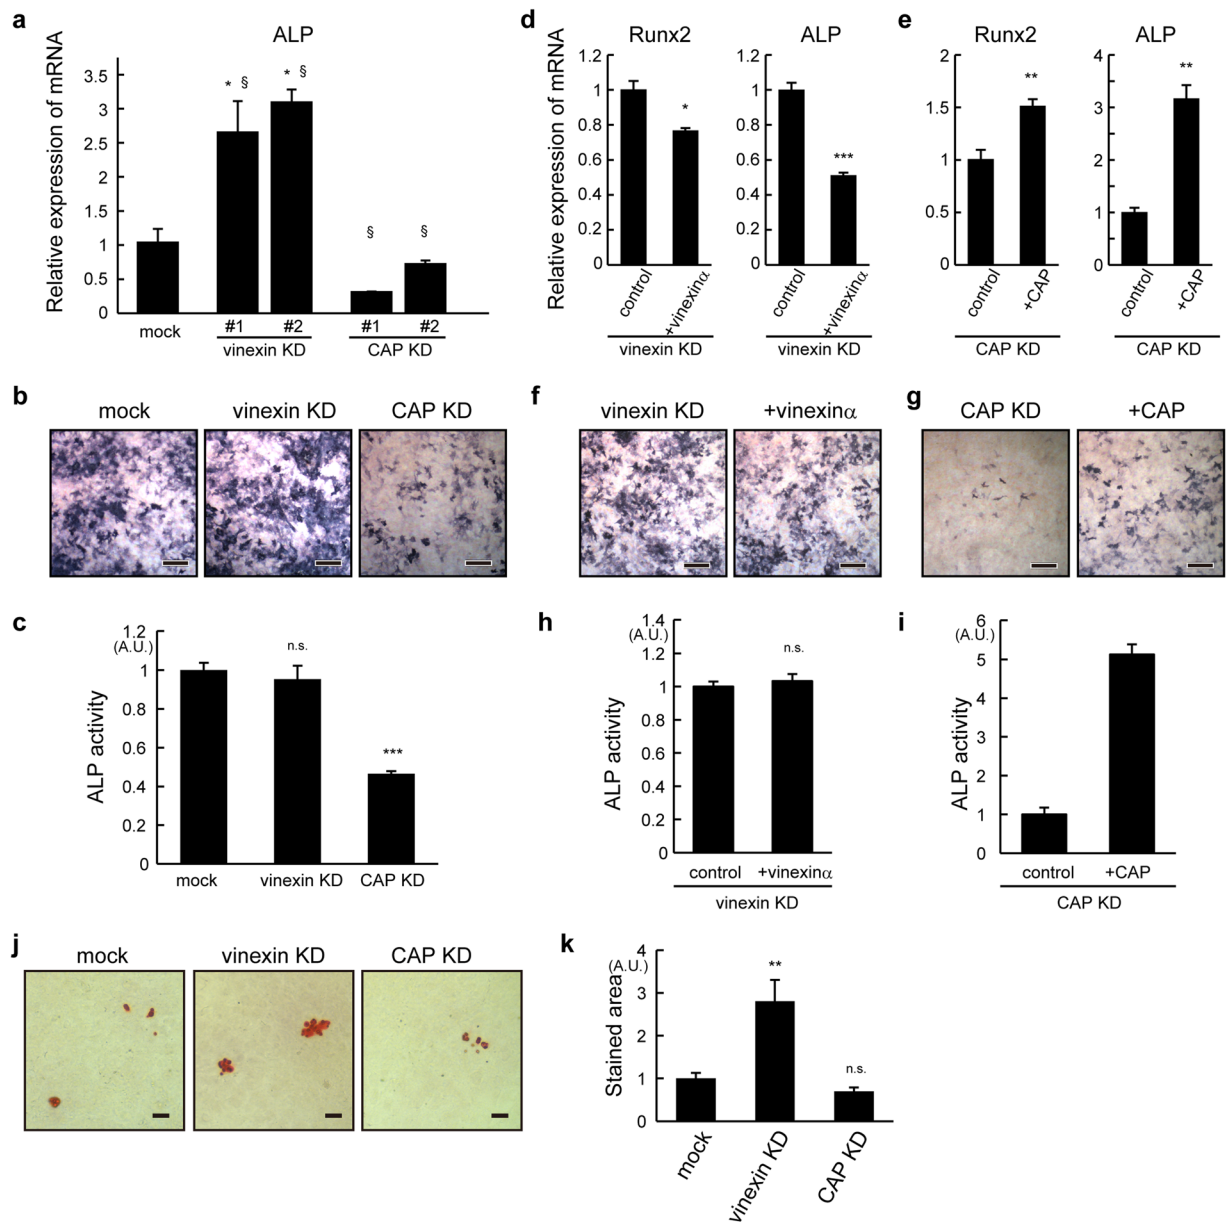 a
ALP
Relative expression of mRNA
3.5
3
2.5
2
1.5
1
0.5
0
* §
* §
§
§
mock
#1 #2
vinexin KD
#1 #2
CAP KD
d
Runx2
Relative expression of mRNA
1.2
1
0.8
0.6
0.4
0.2
0
*
control
+vinexinα
vinexin KD
ALP
1.2
1
0.8
0.6
0.4
0.2
0
***
control
+vinexinα
vinexin KD
e
Runx2
2
1.5
1
0.5
0
**
control
+CAP
CAP KD
ALP
4
3
2
1
0
**
control
+CAP
CAP KD
b
mock vinexin KD CAP KD
f
vinexin KD +vinexinα
g
CAP KD +CAP
c
1.2
(A.U.)
1
0.8
0.6
0.4
0.2
0
ALP activity
n.s.
***
mock vinexin KD CAP KD
h
1.4
(A.U.)
1.2
1
0.8
0.6
0.4
0.2
0
ALP activity
n.s.
control +vinexinα
vinexin KD
i
6
(A.U.)
5
4
3
2
1
0
ALP activity
control +CAP
CAP KD
j
mock vinexin KD CAP KD
k
4
(A.U.)
3
2
1
0
Stained area
**
n.s.
mock
vinexin KD
CAP KD